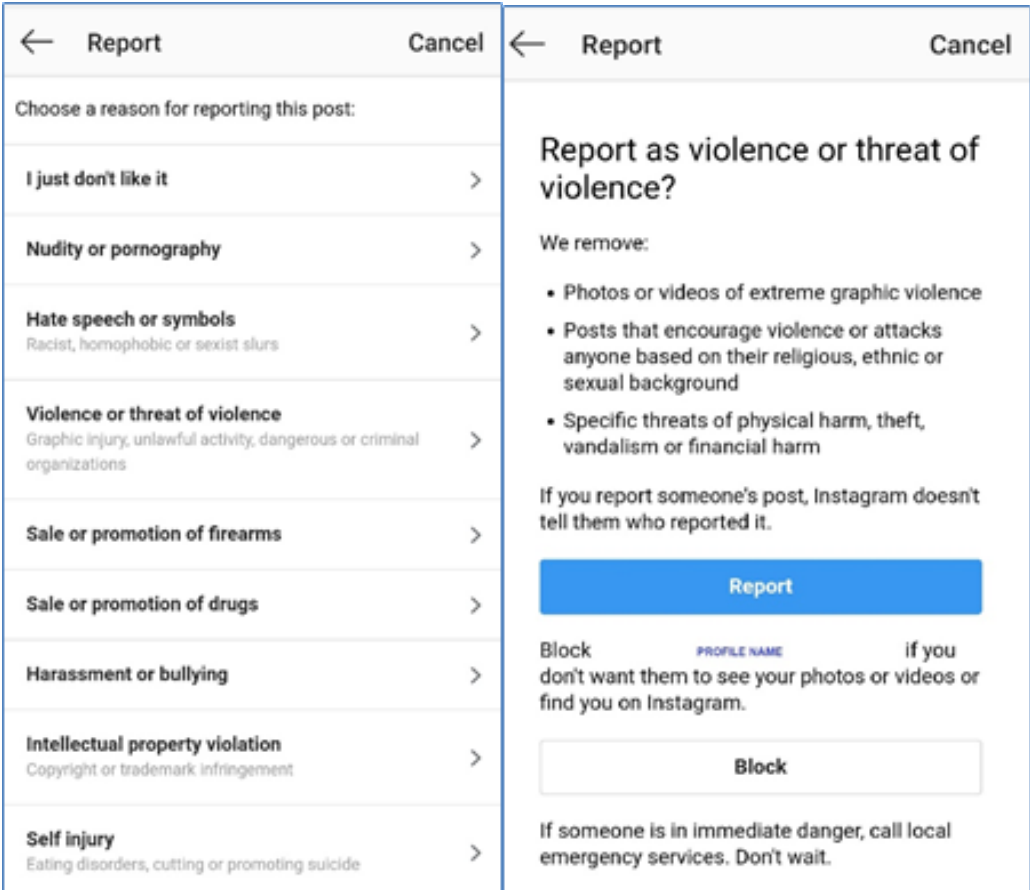 Report
Cancel
Choose a reason for reporting this post:
I just don't like it
Nudity or pornography
Hate speech or symbols
Racist, homophobic or sexist slurs
Violence or threat of violence
Graphic injury, unlawful activity, dangerous or criminal
organizations
Sale or promotion of firearms
Sale or promotion of drugs
Harassment or bullying
Intellectual property violation
Copyright or trademark infringement
Self injury
Eating disorders, cutting or promoting suicide
Report
Cancel
Report as violence or threat of
violence?
We remove:
• Photos or videos of extreme graphic violence
• Posts that encourage violence or attacks
anyone based on their religious, ethnic or
sexual background
• Specific threats of physical harm, theft,
vandalism or financial harm
If you report someone's post, Instagram doesn't
tell them who reported it.
Report
Block PROFILE NAME if you
don't want them to see your photos or videos or
find you on Instagram.
Block
If someone is in immediate danger, call local
emergency services. Don't wait.